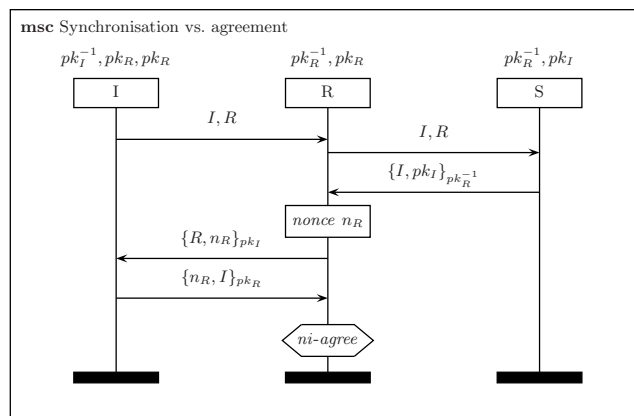 msc Synchronisation vs. agreement
pk_I^{-1}, pk_R, pk_R
pk_R^{-1}, pk_R
pk_R^{-1}, pk_I
I
R
S
I, R
I, R
{I, pk_I}_{pk_R^{-1}}
nonce n_R
{R, n_R}_{pk_I}
{n_R, I}_{pk_R}
ni-agree